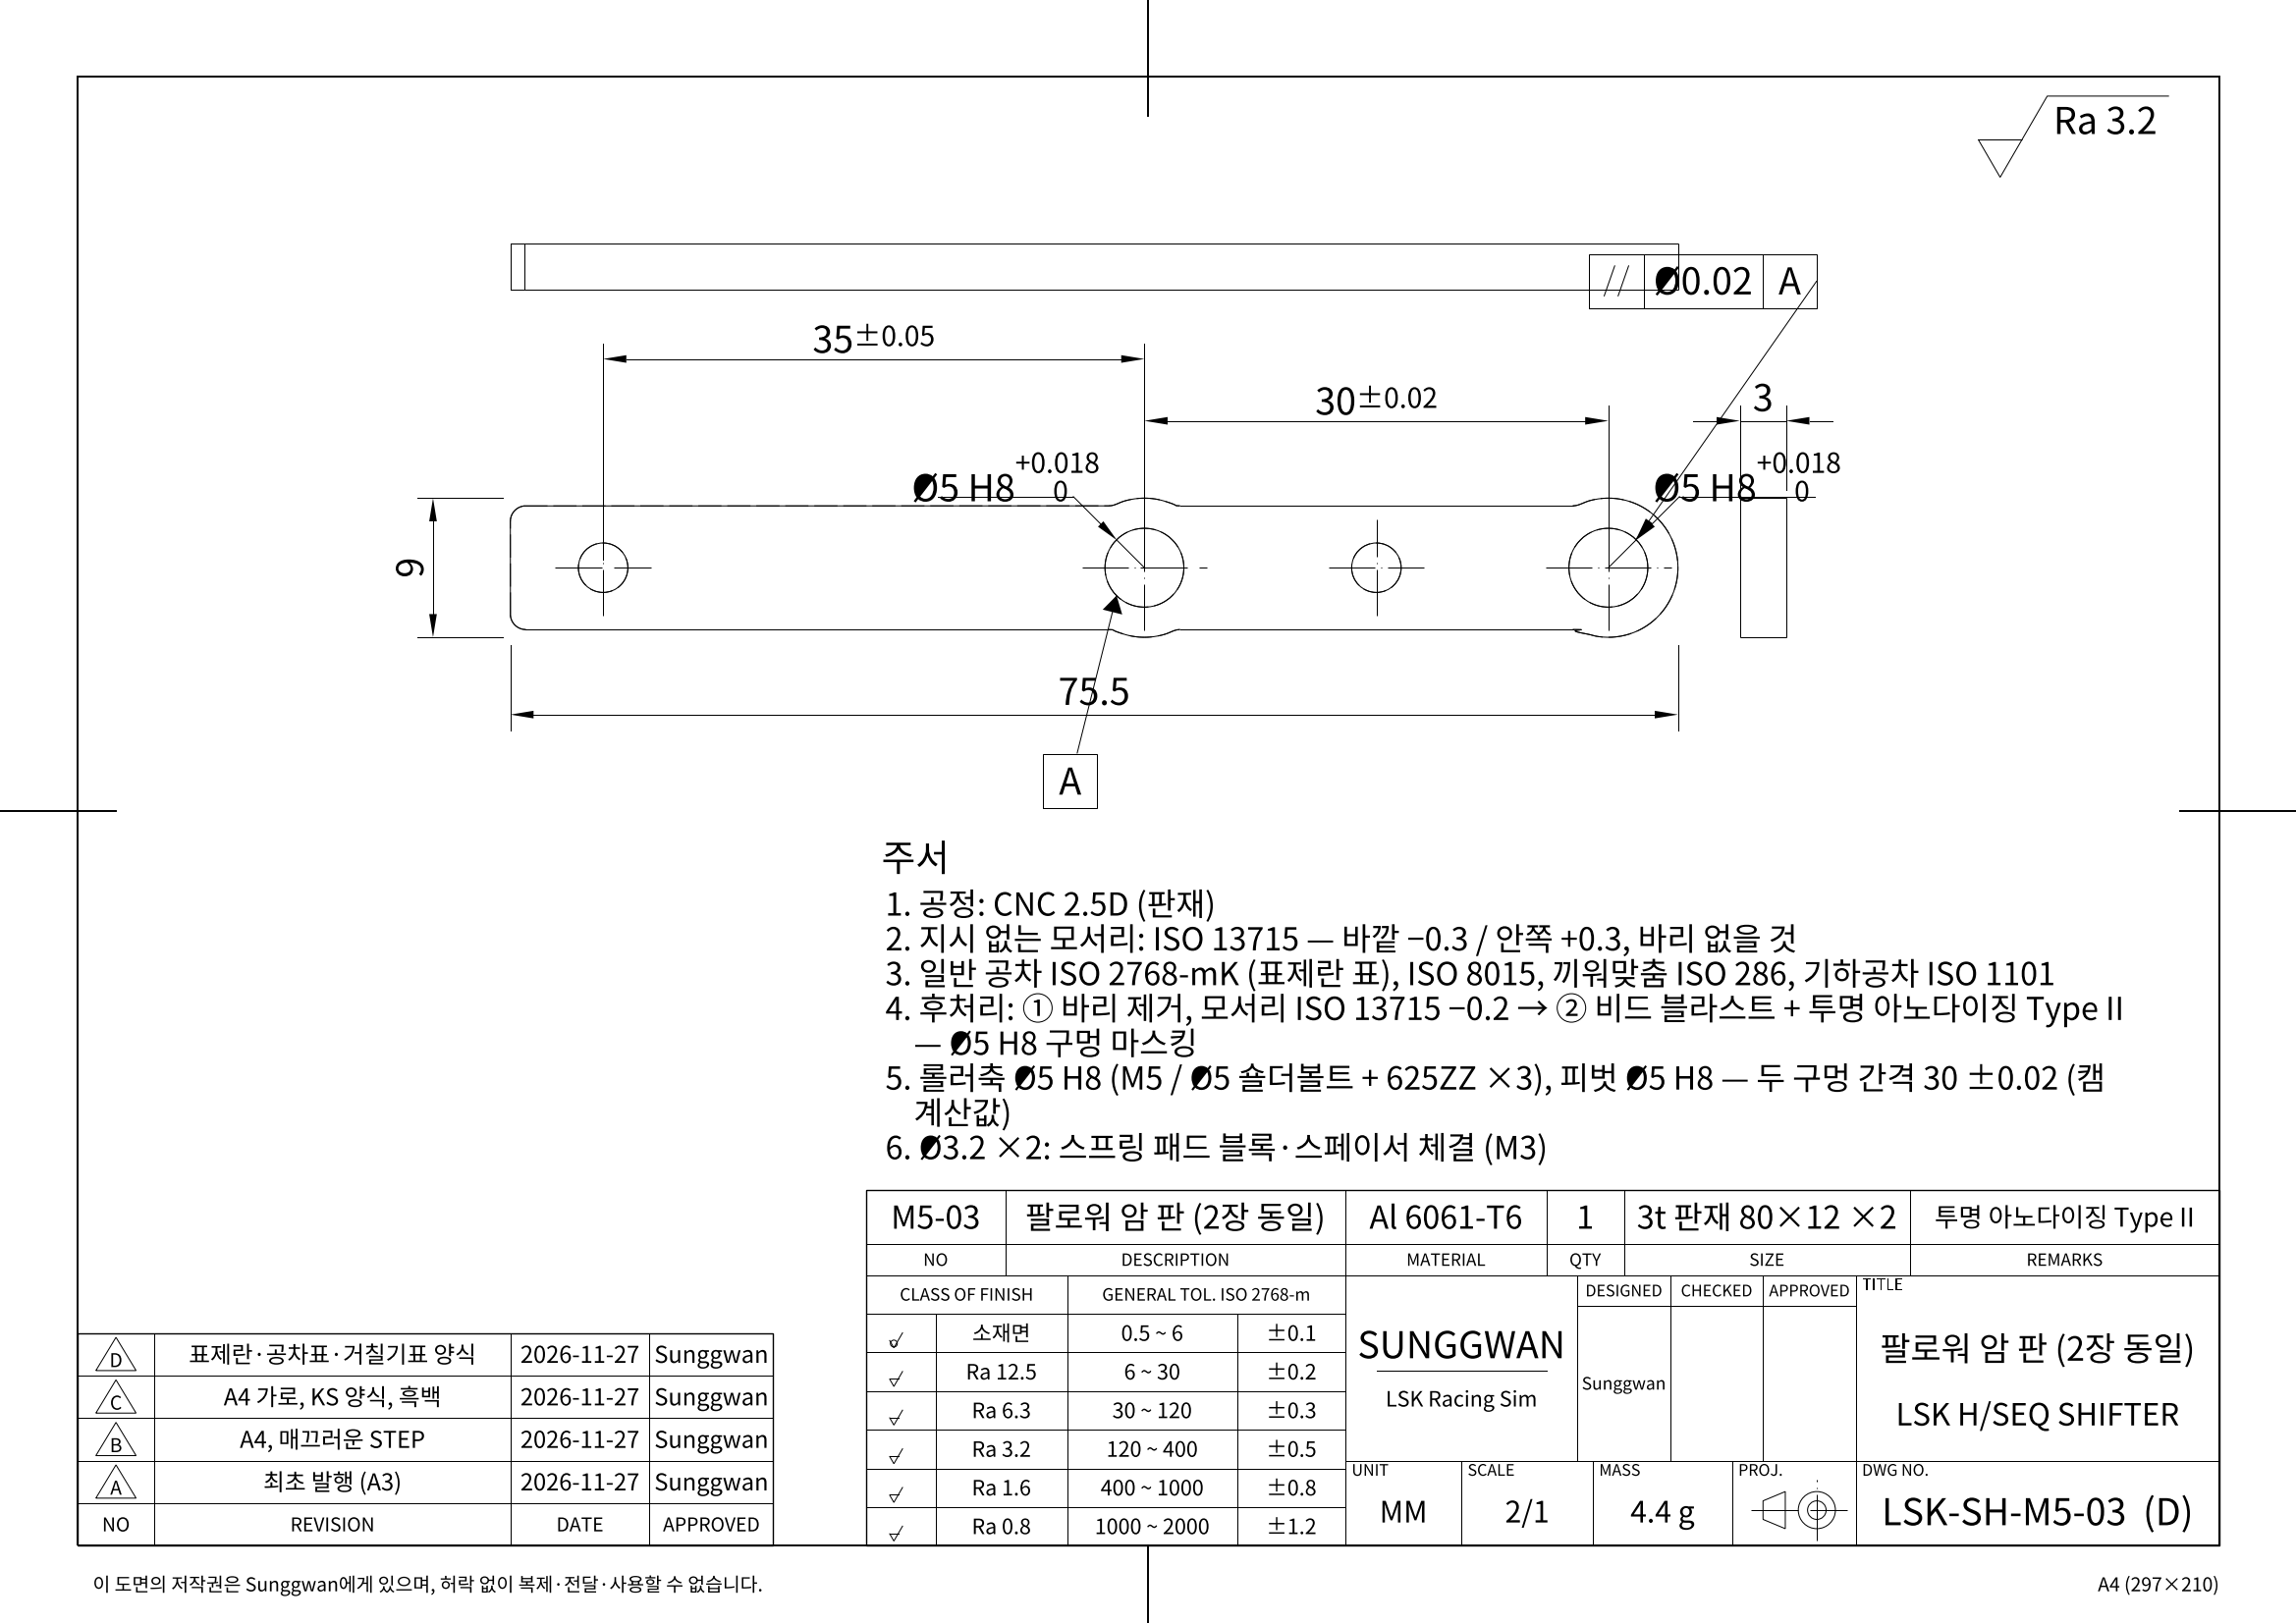 Ra 3.2
// Ø0.02 A
35±0.05
30±0.02
3
Ø5 H8 +0.018 0
Ø5 H8 +0.018 0
9
75.5
A
주서
1. 공정: CNC 2.5D (판재)
2. 지시 없는 모서리: ISO 13715 — 바깥 −0.3 / 안쪽 +0.3, 바리 없을 것
3. 일반 공차 ISO 2768-mK (표제란 표), ISO 8015, 끼워맞춤 ISO 286, 기하공차 ISO 1101
4. 후처리: ① 바리 제거, 모서리 ISO 13715 −0.2 → ② 비드 블라스트 + 투명 아노다이징 Type II
— Ø5 H8 구멍 마스킹
5. 롤러축 Ø5 H8 (M5 / Ø5 숄더볼트 + 625ZZ ×3), 피벗 Ø5 H8 — 두 구멍 간격 30 ±0.02 (캠
계산값)
6. Ø3.2 ×2: 스프링 패드 블록·스페이서 체결 (M3)
M5-03 팔로워 암 판 (2장 동일) Al 6061-T6 1 3t 판재 80×12 ×2 투명 아노다이징 Type II
NO DESCRIPTION MATERIAL QTY SIZE REMARKS
CLASS OF FINISH GENERAL TOL. ISO 2768-m
소재면 0.5 ~ 6 ±0.1
Ra 12.5 6 ~ 30 ±0.2
Ra 6.3 30 ~ 120 ±0.3
Ra 3.2 120 ~ 400 ±0.5
Ra 1.6 400 ~ 1000 ±0.8
Ra 0.8 1000 ~ 2000 ±1.2
SUNGGWAN
LSK Racing Sim
DESIGNED CHECKED APPROVED
Sunggwan
TITLE
팔로워 암 판 (2장 동일)
LSK H/SEQ SHIFTER
UNIT SCALE MASS PROJ. DWG NO.
MM 2/1 4.4 g LSK-SH-M5-03 (D)
D 표제란·공차표·거칠기표 양식 2026-11-27 Sunggwan
C A4 가로, KS 양식, 흑백 2026-11-27 Sunggwan
B A4, 매끄러운 STEP 2026-11-27 Sunggwan
A 최초 발행 (A3) 2026-11-27 Sunggwan
NO REVISION DATE APPROVED
이 도면의 저작권은 Sunggwan에게 있으며, 허락 없이 복제·전달·사용할 수 없습니다.
A4 (297×210)